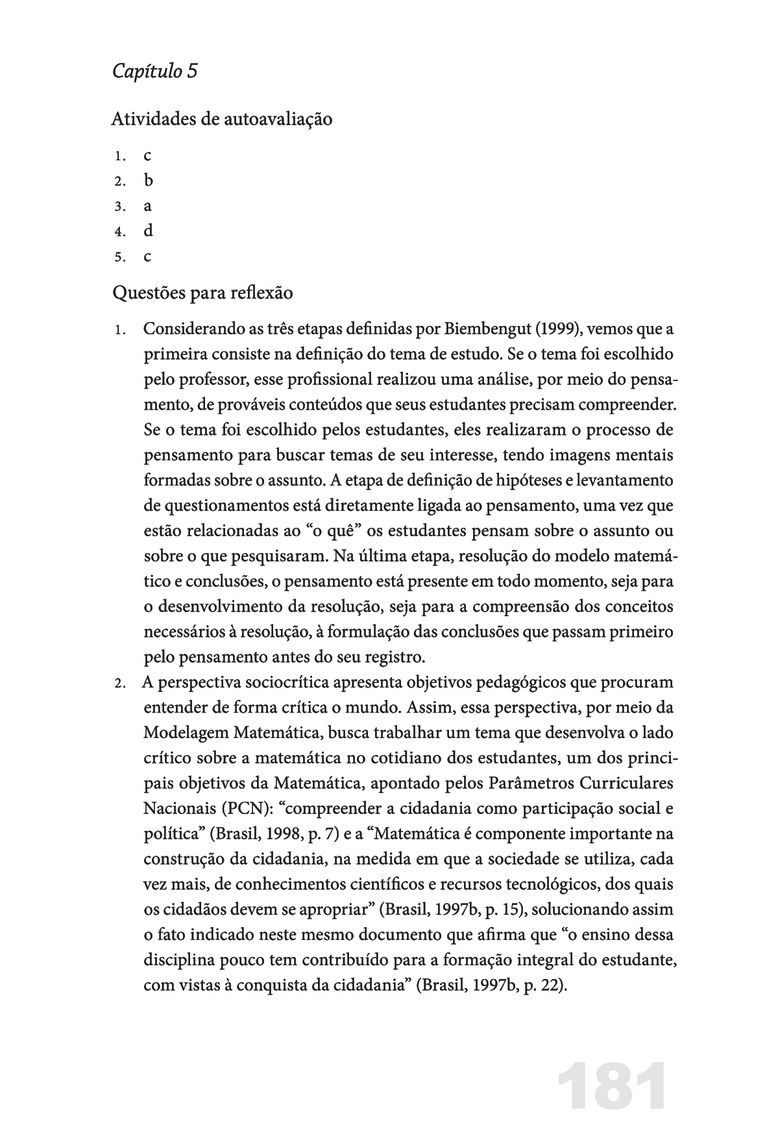 Capítulo 5
Atividades de autoavaliação
1. c
2. b
3. a
4. d
5. c
Questões para reflexão
1. Considerando as três etapas definidas por Biembengut (1999), vemos que a
primeira consiste na definição do tema de estudo. Se o tema foi escolhido
pelo professor, esse profissional realizou uma análise, por meio do pensa-
mento, de prováveis conteúdos que seus estudantes precisam compreender.
Se o tema foi escolhido pelos estudantes, eles realizaram o processo de
pensamento para buscar temas de seu interesse, tendo imagens mentais
formadas sobre o assunto. A etapa de definição de hipóteses e levantamento
de questionamentos está diretamente ligada ao pensamento, uma vez que
estão relacionadas ao “o quê” os estudantes pensam sobre o assunto ou
sobre o que pesquisaram. Na última etapa, resolução do modelo matemá-
tico e conclusões, o pensamento está presente em todo momento, seja para
o desenvolvimento da resolução, seja para a compreensão dos conceitos
necessários à resolução, à formulação das conclusões que passam primeiro
pelo pensamento antes do seu registro.
2. A perspectiva sociocrítica apresenta objetivos pedagógicos que procuram
entender de forma crítica o mundo. Assim, essa perspectiva, por meio da
Modelagem Matemática, busca trabalhar um tema que desenvolva o lado
crítico sobre a matemática no cotidiano dos estudantes, um dos princi-
pais objetivos da Matemática, apontado pelos Parâmetros Curriculares
Nacionais (PCN): “compreender a cidadania como participação social e
política” (Brasil, 1998, p. 7) e a “Matemática é componente importante na
construção da cidadania, na medida em que a sociedade se utiliza, cada
vez mais, de conhecimentos científicos e recursos tecnológicos, dos quais
os cidadãos devem se apropriar” (Brasil, 1997b, p. 15), solucionando assim
o fato indicado neste mesmo documento que afirma que “o ensino dessa
disciplina pouco tem contribuído para a formação integral do estudante,
com vistas à conquista da cidadania” (Brasil, 1997b, p. 22).
181